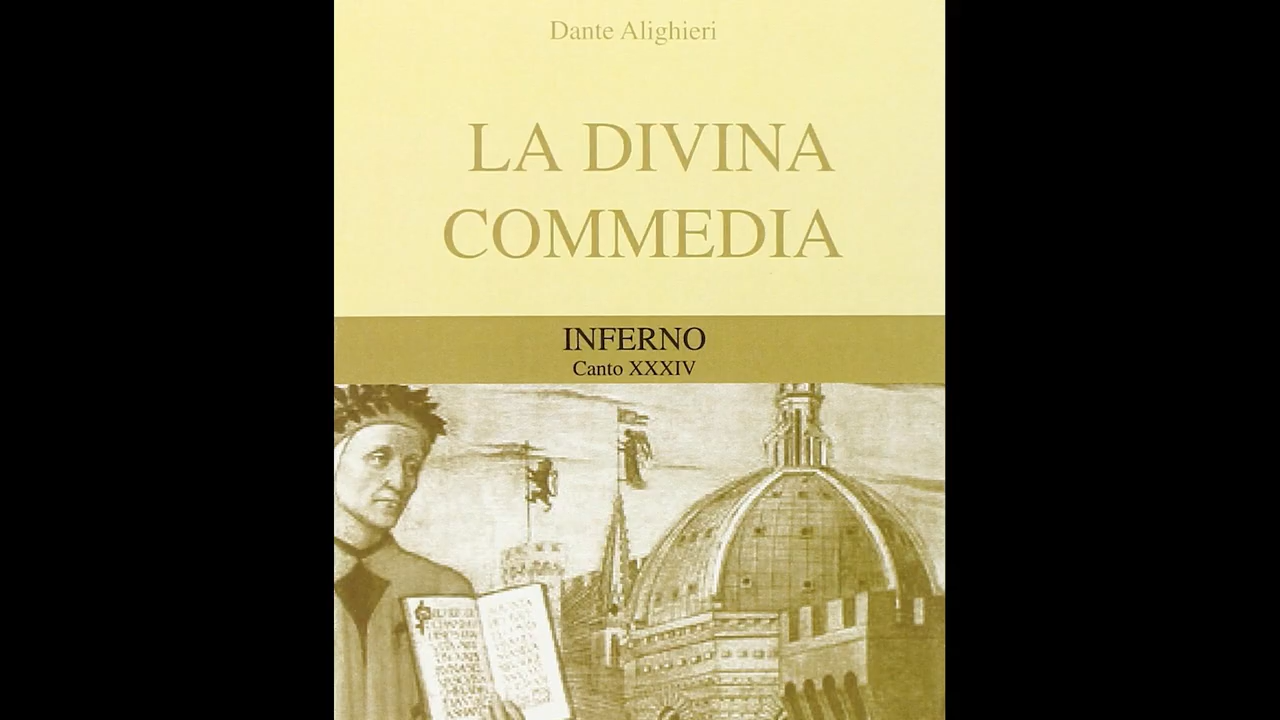 Dante Alighieri
LA DIVINA
COMMEDIA
INFERNO
Canto XXXIV